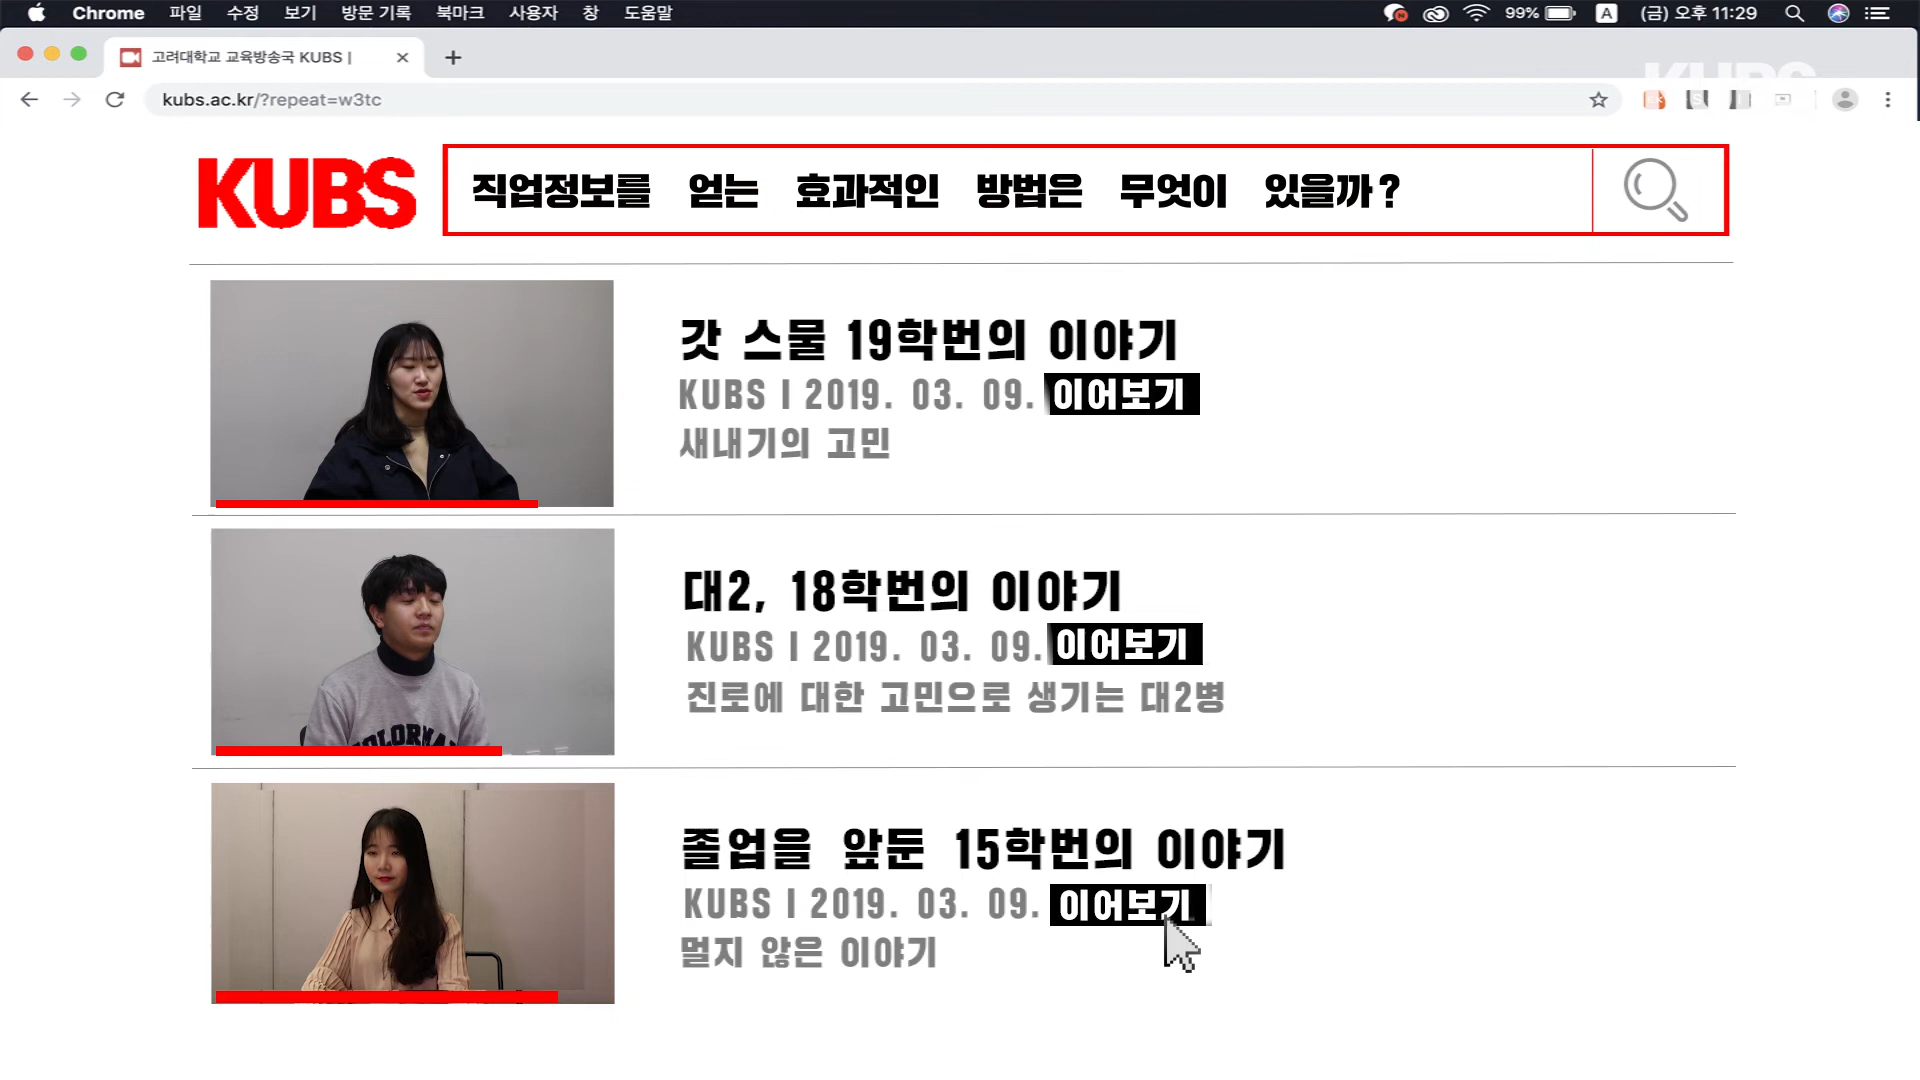 Chrome 파일 수정 보기 방문 기록 북마크 사용자 창 도움말 99% A (금) 오후 11:29
고려대학교 교육방송국 KUBS |
KUBS
kubs.ac.kr/?repeat=w3tc
KUBS 직업정보를 얻는 효과적인 방법은 무엇이 있을까?
갓 스물 19학번의 이야기
KUBS | 2019. 03. 09. 이어보기
새내기의 고민
대2, 18학번의 이야기
KUBS | 2019. 03. 09. 이어보기
진로에 대한 고민으로 생기는 대2병
졸업을 앞둔 15학번의 이야기
KUBS | 2019. 03. 09. 이어보기
멀지 않은 이야기